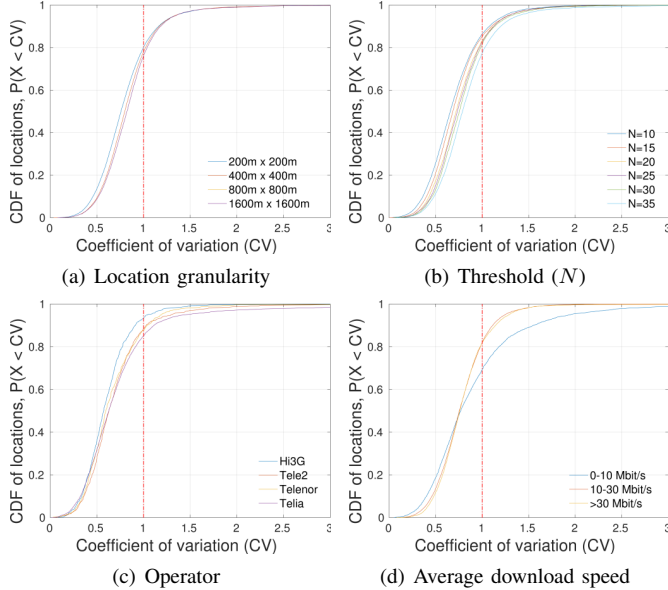 1
0.8
0.6
0.4
0.2
0
CDF of locations, P(X < CV)
200m x 200m
400m x 400m
800m x 800m
1600m x 1600m
0 0.5 1 1.5 2 2.5 3
Coefficient of variation (CV)
(a) Location granularity
1
0.8
0.6
0.4
0.2
0
CDF of locations, P(X < CV)
N=10
N=15
N=20
N=25
N=30
N=35
0 0.5 1 1.5 2 2.5 3
Coefficient of variation (CV)
(b) Threshold (N)
1
0.8
0.6
0.4
0.2
0
CDF of locations, P(X < CV)
Hi3G
Tele2
Telenor
Telia
0 0.5 1 1.5 2 2.5 3
Coefficient of variation (CV)
(c) Operator
1
0.8
0.6
0.4
0.2
0
CDF of locations, P(X < CV)
0-10 Mbit/s
10-30 Mbit/s
>30 Mbit/s
0 0.5 1 1.5 2 2.5 3
Coefficient of variation (CV)
(d) Average download speed